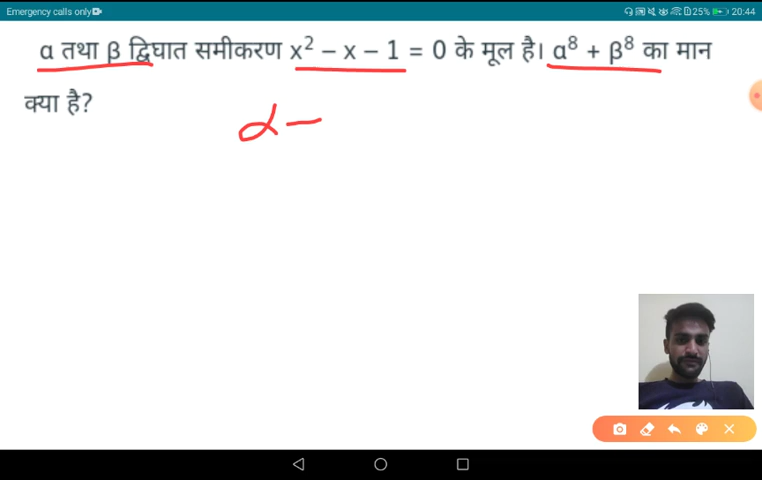 Emergency calls only 25% 20:44
α तथा β द्विघात समीकरण x² − x − 1 = 0 के मूल है। α⁸ + β⁸ का मान
क्या है?
α −